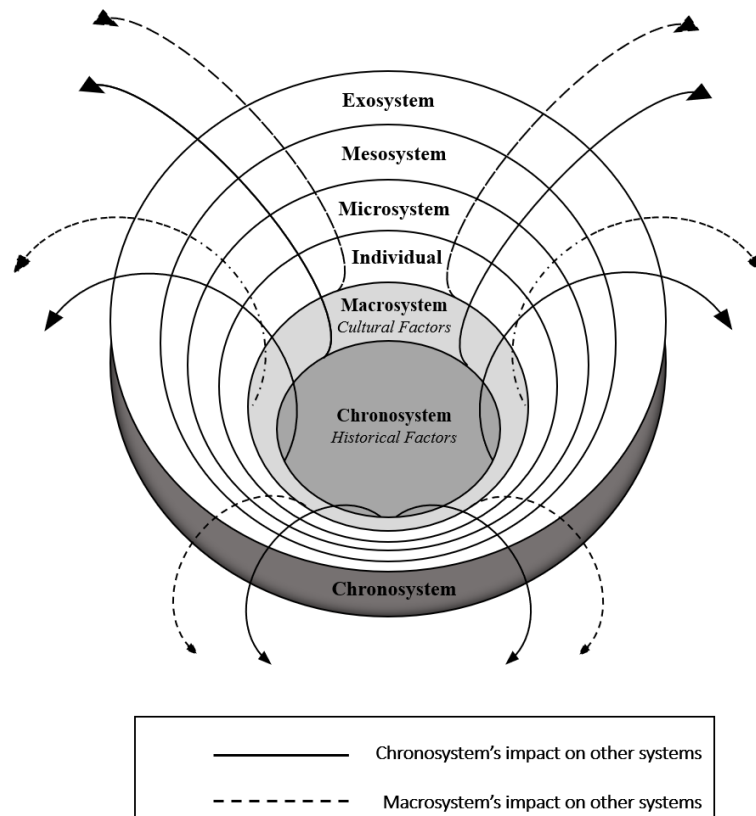 Exosystem
Mesosystem
Microsystem
Individual
Macrosystem
Cultural Factors
Chronosystem
Historical Factors
Chronosystem
Chronosystem's impact on other systems
Macrosystem's impact on other systems